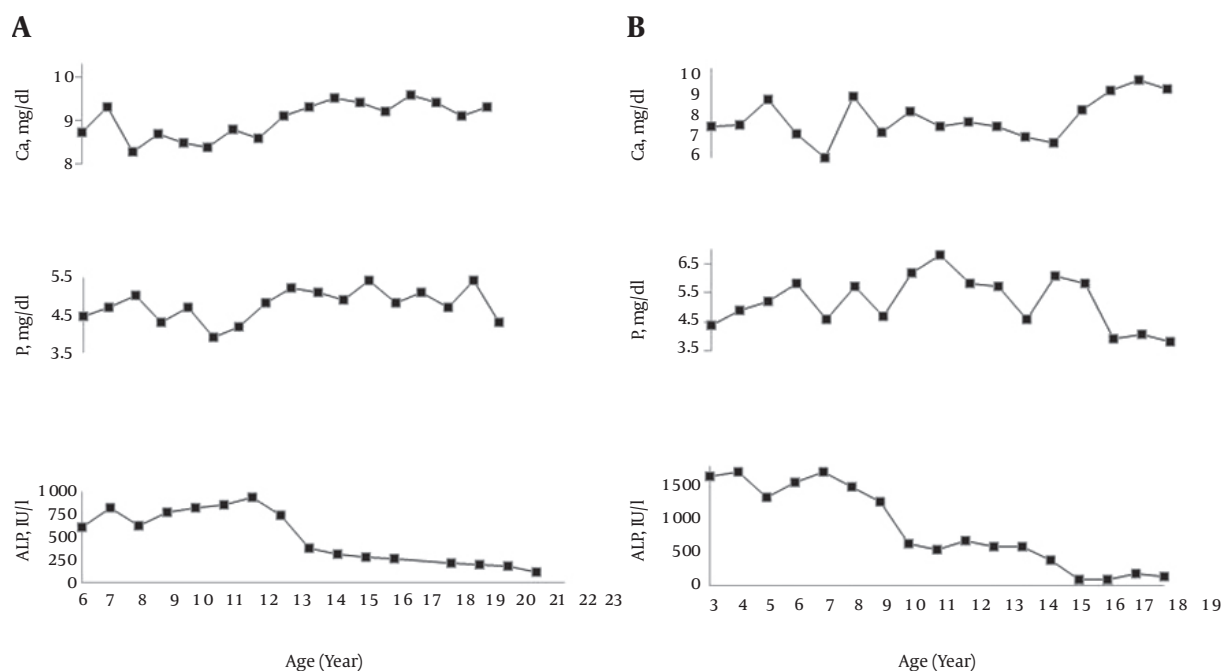 A
Ca, mg/dl
10
9
8
P, mg/dl
5.5
4.5
3.5
ALP, IU/l
1 000
750
500
250
0
6 7 8 9 10 11 12 13 14 15 16 17 18 19 20 21 22 23
Age (Year)
B
Ca, mg/dl
10
9
8
7
6
P, mg/dl
6.5
5.5
4.5
3.5
ALP, IU/l
1 500
1 000
500
0
3 4 5 6 7 8 9 10 11 12 13 14 15 16 17 18 19
Age (Year)